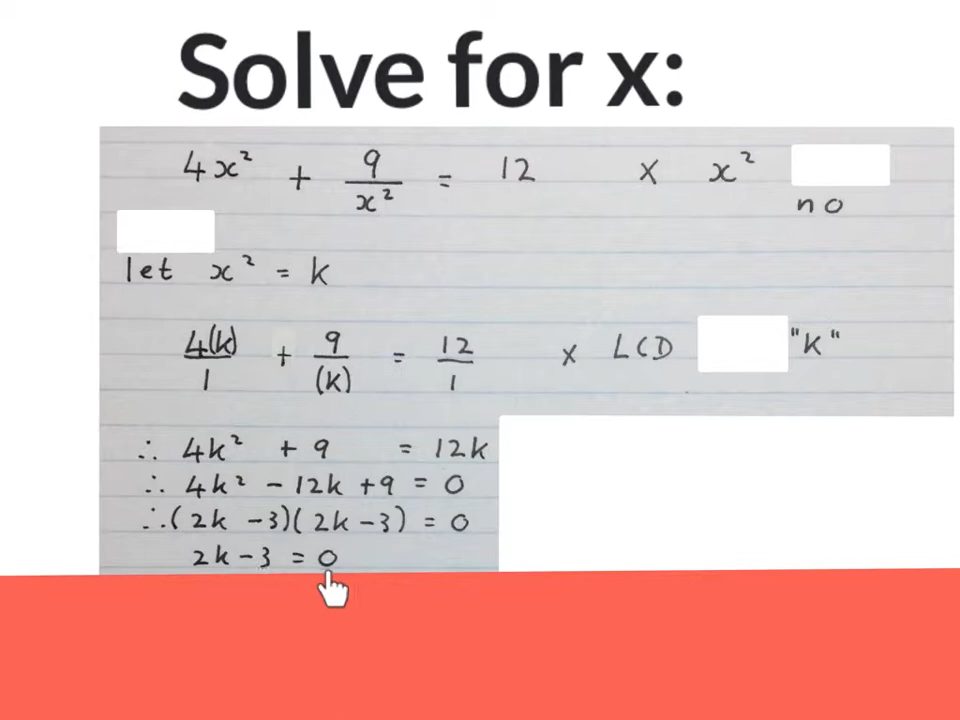 Solve for x:
4x² + 9/x² = 12 × x²
no
let x² = k
4(k)/1 + 9/(k) = 12/1 × LCD "K"
∴ 4k² + 9 = 12k
∴ 4k² - 12k + 9 = 0
∴ (2k - 3)(2k - 3) = 0
2k - 3 = 0